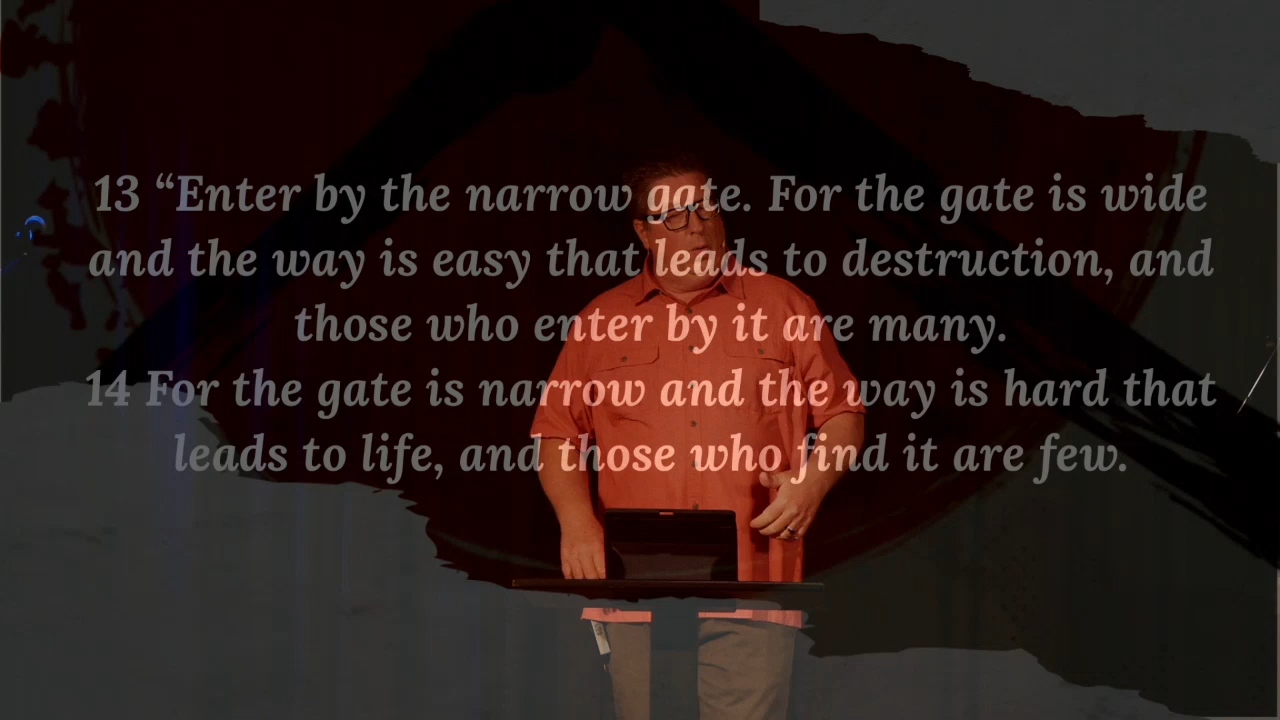 13 “Enter by the narrow gate. For the gate is wide
and the way is easy that leads to destruction, and
those who enter by it are many.
14 For the gate is narrow and the way is hard that
leads to life, and those who find it are few.